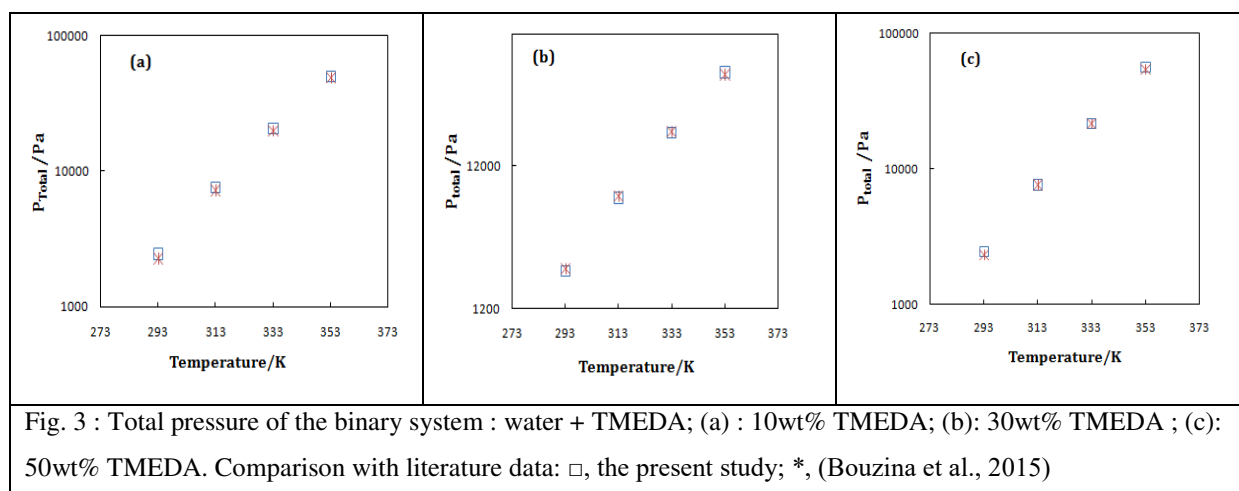 100000
(a)
10000
1000
P_Total /Pa
273 293 313 333 353 373
Temperature/K
(b)
12000
1200
P_total /Pa
273 293 313 333 353 373
Temperature/K
100000
(c)
10000
1000
P_total /Pa
273 293 313 333 353 373
Temperature/K
Fig. 3 : Total pressure of the binary system : water + TMEDA; (a) : 10wt% TMEDA; (b): 30wt% TMEDA ; (c):
50wt% TMEDA. Comparison with literature data: □, the present study; *, (Bouzina et al., 2015)